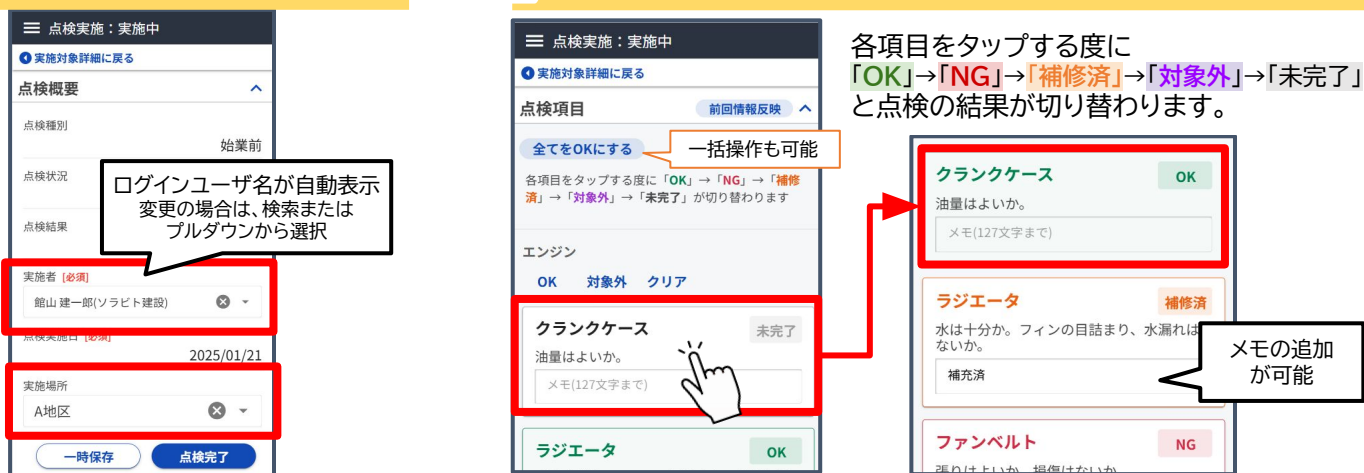 点検実施：実施中
実施対象詳細に戻る
点検概要
点検種別
始業前
点検状況
ログインユーザ名が自動表示
変更の場合は、検索または
プルダウンから選択
点検結果
実施者 [必須]
館山 建一郎(ソラビト建設)
点検実施日 [必須]
2025/01/21
実施場所
A地区
一時保存
点検完了
点検実施：実施中
実施対象詳細に戻る
点検項目
前回情報反映
全てをOKにする
一括操作も可能
各項目をタップする度に「OK」→「NG」→「補修
済」→「対象外」→「未完了」が切り替わります
エンジン
OK 対象外 クリア
クランクケース
未完了
油量はよいか。
メモ(127文字まで)
ラジエータ
OK
各項目をタップする度に
「OK」→「NG」→「補修済」→「対象外」→「未完了」
と点検の結果が切り替わります。
クランクケース
OK
油量はよいか。
メモ(127文字まで)
ラジエータ
補修済
水は十分か。フィンの目詰まり、水漏れは
ないか。
補充済
メモの追加
が可能
ファンベルト
NG
張りはよいか、損傷はないか